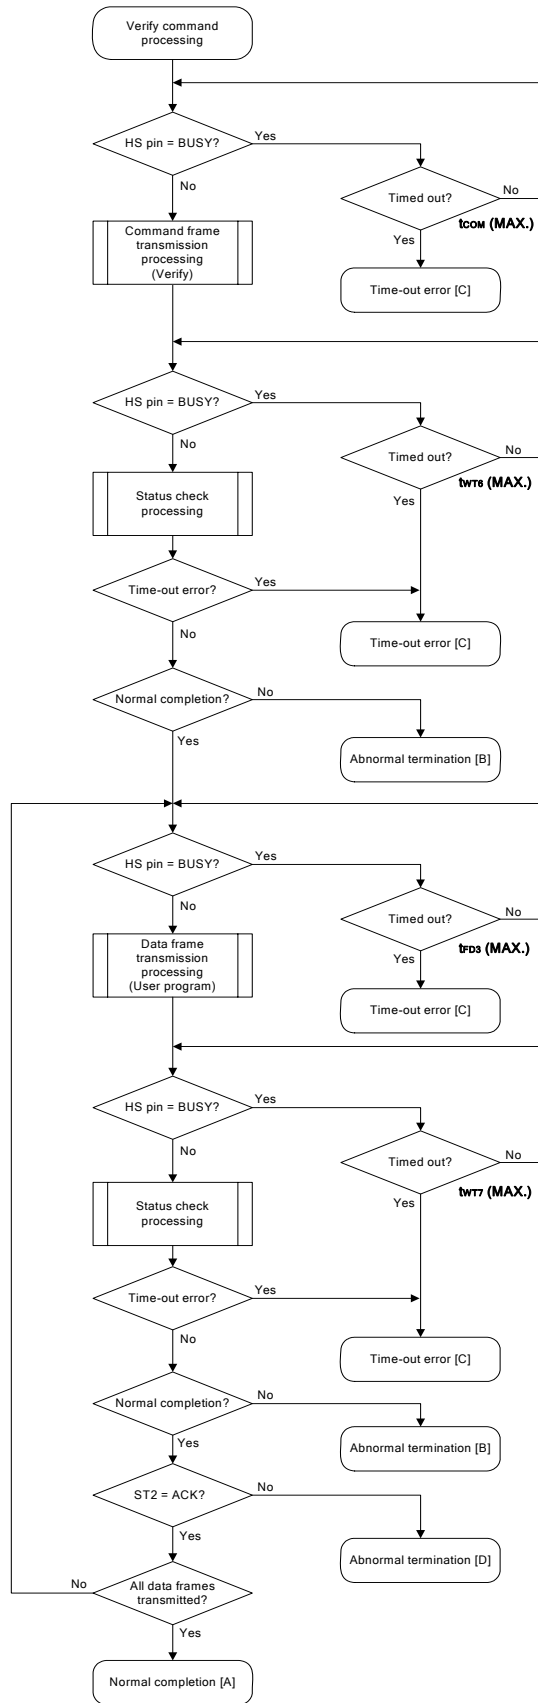 Verify command
processing
HS pin = BUSY?
Yes
No
Timed out?
No
tCOM (MAX.)
Yes
Command frame
transmission
processing
(Verify)
Time-out error [C]
HS pin = BUSY?
Yes
No
Timed out?
No
tWT6 (MAX.)
Yes
Status check
processing
Time-out error?
Yes
No
Time-out error [C]
Normal completion?
No
Yes
Abnormal termination [B]
HS pin = BUSY?
Yes
No
Timed out?
No
tFD3 (MAX.)
Yes
Data frame
transmission
processing
(User program)
Time-out error [C]
HS pin = BUSY?
Yes
No
Timed out?
No
tWT7 (MAX.)
Yes
Status check
processing
Time-out error?
Yes
No
Time-out error [C]
Normal completion?
No
Yes
Abnormal termination [B]
ST2 = ACK?
No
Yes
Abnormal termination [D]
All data frames
transmitted?
No
Yes
Normal completion [A]